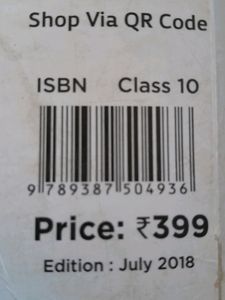 Shop Via QR Code
ISBN Class 10
9 789387 504936
Price: ₹399
Edition : July 2018